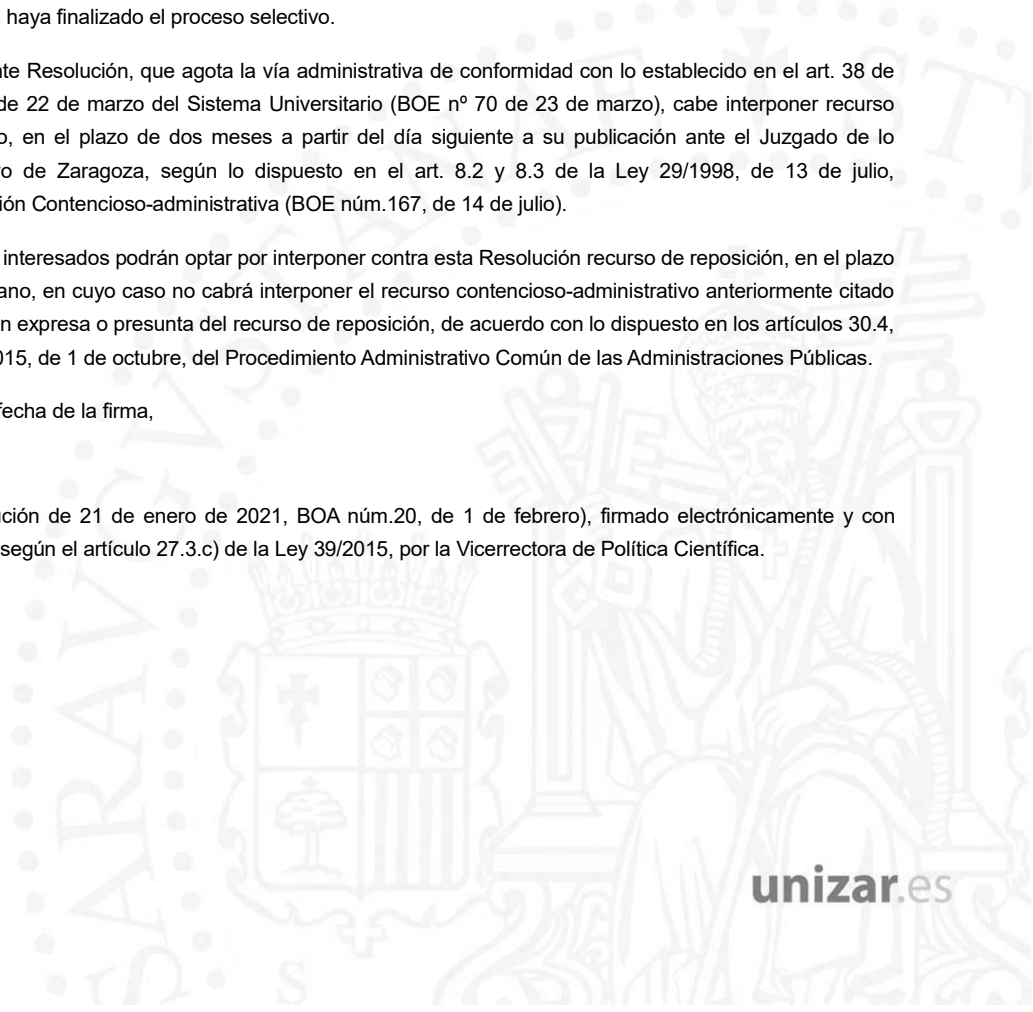 haya finalizado el proceso selectivo.
nte Resolución, que agota la vía administrativa de conformidad con lo establecido en el art. 38 de
de 22 de marzo del Sistema Universitario (BOE nº 70 de 23 de marzo), cabe interponer recurso
o, en el plazo de dos meses a partir del día siguiente a su publicación ante el Juzgado de lo
vo de Zaragoza, según lo dispuesto en el art. 8.2 y 8.3 de la Ley 29/1998, de 13 de julio,
ión Contencioso-administrativa (BOE núm.167, de 14 de julio).
interesados podrán optar por interponer contra esta Resolución recurso de reposición, en el plazo
ano, en cuyo caso no cabrá interponer el recurso contencioso-administrativo anteriormente citado
n expresa o presunta del recurso de reposición, de acuerdo con lo dispuesto en los artículos 30.4,
015, de 1 de octubre, del Procedimiento Administrativo Común de las Administraciones Públicas.
fecha de la firma,
ución de 21 de enero de 2021, BOA núm.20, de 1 de febrero), firmado electrónicamente y con
según el artículo 27.3.c) de la Ley 39/2015, por la Vicerrectora de Política Científica.
unizar.es